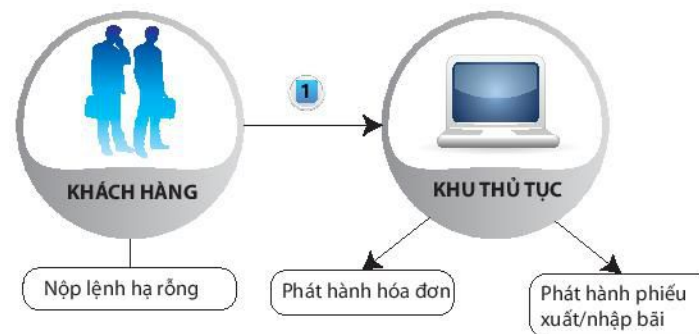 1
KHÁCH HÀNG
KHU THỦ TỤC
Nộp lệnh hạ rỗng
Phát hành hóa đơn
Phát hành phiếu
xuất/nhập bãi